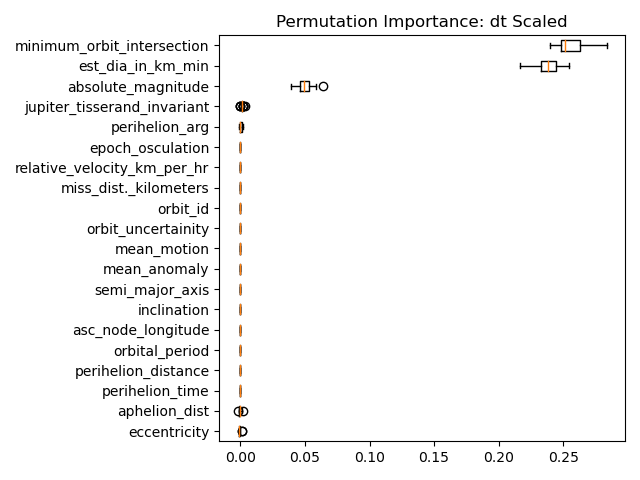 Permutation Importance: dt Scaled
minimum_orbit_intersection
est_dia_in_km_min
absolute_magnitude
jupiter_tisserand_invariant
perihelion_arg
epoch_osculation
relative_velocity_km_per_hr
miss_dist._kilometers
orbit_id
orbit_uncertainity
mean_motion
mean_anomaly
semi_major_axis
inclination
asc_node_longitude
orbital_period
perihelion_distance
perihelion_time
aphelion_dist
eccentricity
0.00 0.05 0.10 0.15 0.20 0.25